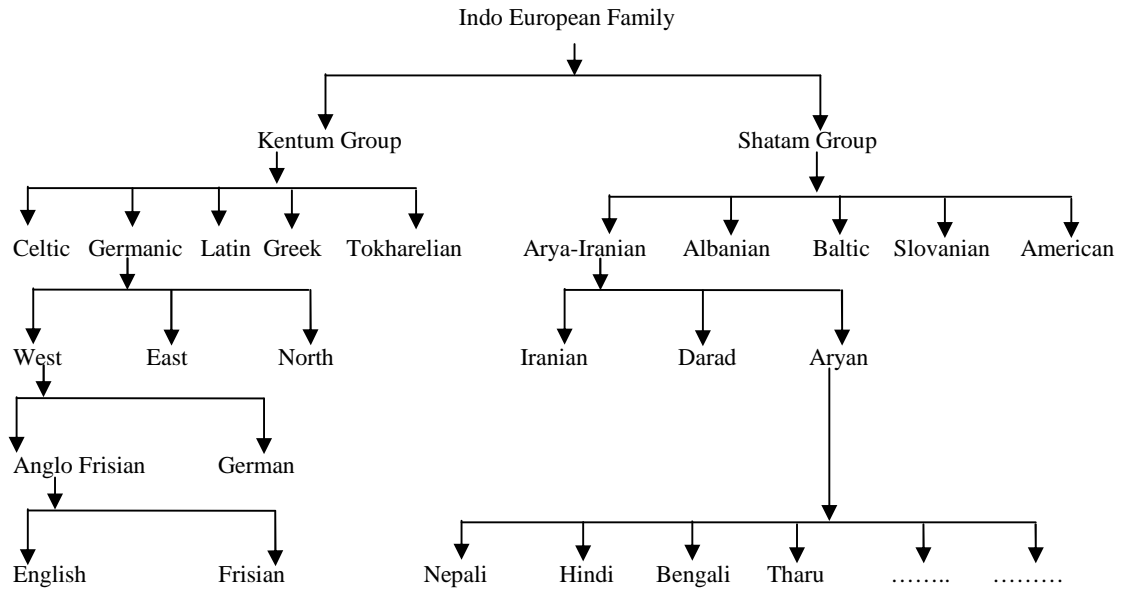 Indo European Family
Kentum Group Shatam Group
Celtic Germanic Latin Greek Tokharelian Arya-Iranian Albanian Baltic Slovanian American
West East North Iranian Darad Aryan
Anglo Frisian German
English Frisian Nepali Hindi Bengali Tharu …….. ………